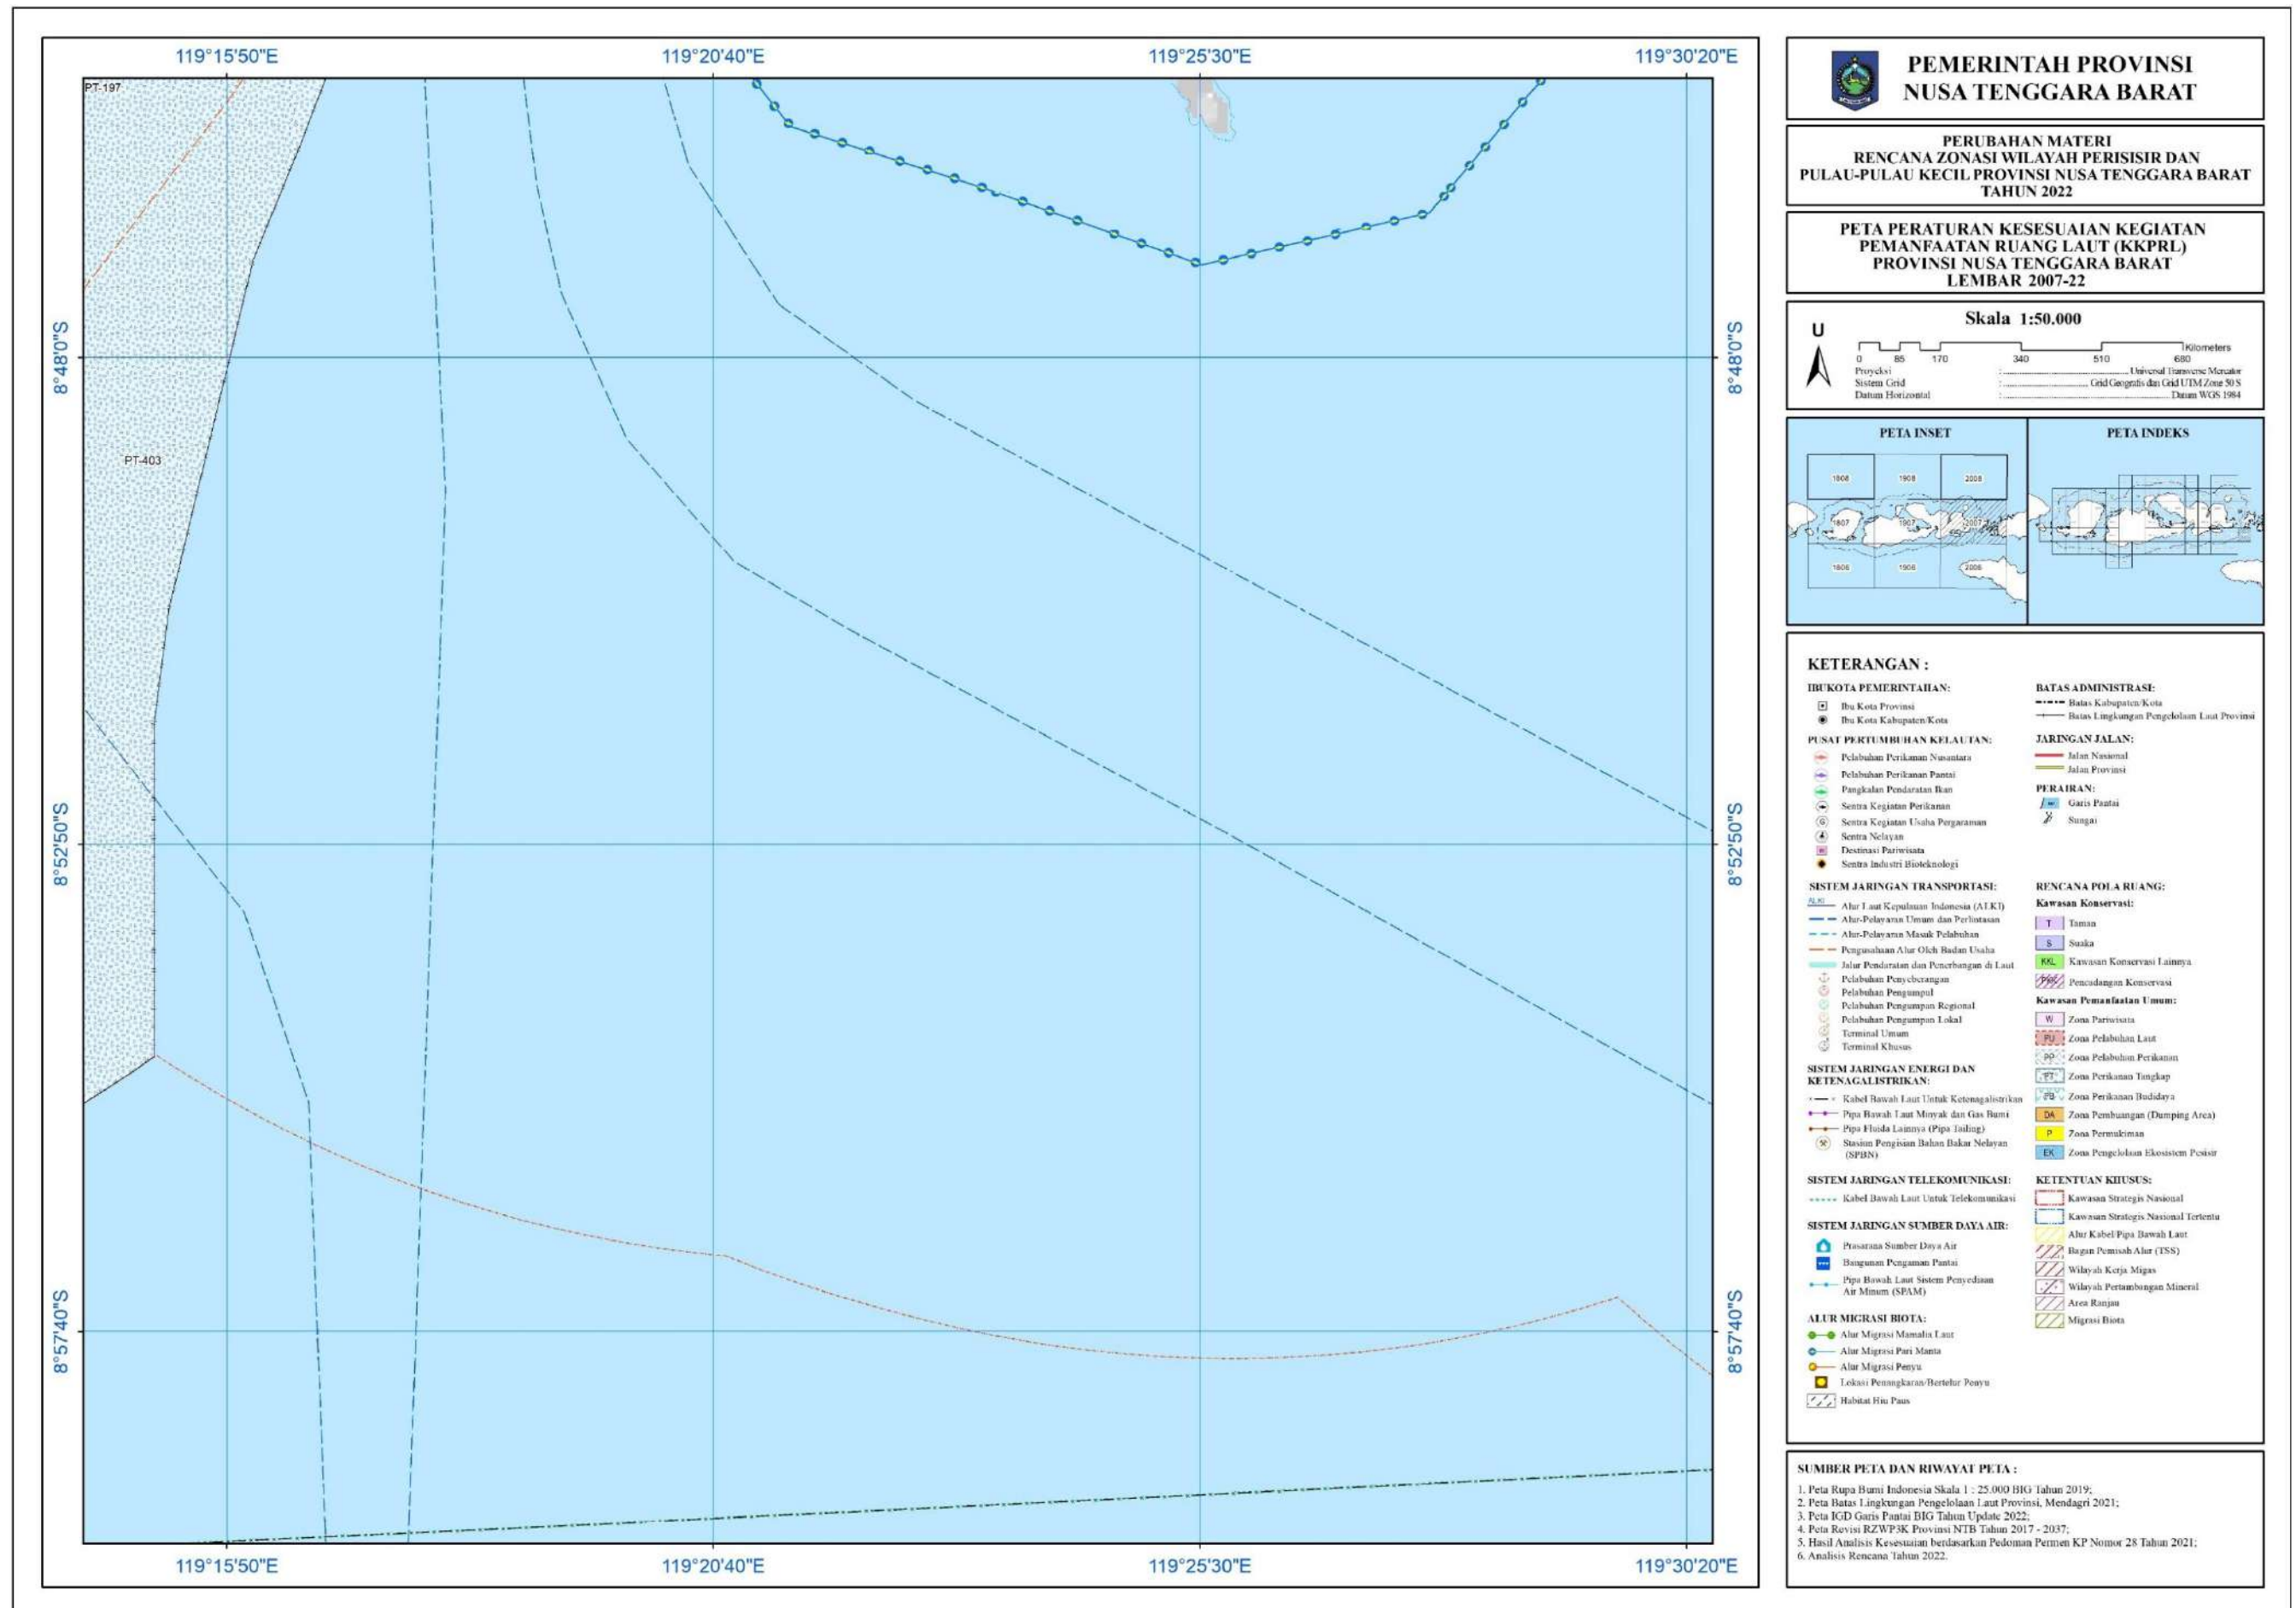 119°15'50"E
119°20'40"E
119°25'30"E
119°30'20"E
PT-197
PT-403
8°48'0"S
8°52'50"S
8°57'40"S
8°48'0"S
8°52'50"S
8°57'40"S
119°15'50"E
119°20'40"E
119°25'30"E
119°30'20"E
PEMERINTAH PROVINSI
NUSA TENGGARA BARAT
PERUBAHAN MATERI
RENCANA ZONASI WILAYAH PERISISIR DAN
PULAU-PULAU KECIL PROVINSI NUSA TENGGARA BARAT
TAHUN 2022
PETA PERATURAN KESESUAIAN KEGIATAN
PEMANFAATAN RUANG LAUT (KKPRL)
PROVINSI NUSA TENGGARA BARAT
LEMBAR 2007-22
Skala 1:50.000
U
Kilometers
0 85 170 340 510 680
Proyeksi : Universal Transverse Mercator
Sistem Grid : Grid Geografis dan Grid UTM Zone 50 S
Datum Horizontal : Datum WGS 1984
PETA INSET
1808 1908 2008
1807 1907 2007
1806 1906 2006
PETA INDEKS
KETERANGAN :
IBUKOTA PEMERINTAHAN:
Ibu Kota Provinsi
Ibu Kota Kabupaten/Kota
PUSAT PERTUMBUHAN KELAUTAN:
Pelabuhan Perikanan Nusantara
Pelabuhan Perikanan Pantai
Pangkalan Pendaratan Ikan
Sentra Kegiatan Perikanan
G Sentra Kegiatan Usaha Pergaraman
Sentra Nelayan
Destinasi Pariwisata
Sentra Industri Bioteknologi
SISTEM JARINGAN TRANSPORTASI:
ALKI Alur Laut Kepulauan Indonesia (ALKI)
Alur-Pelayaran Umum dan Perlintasan
Alur-Pelayaran Masuk Pelabuhan
Pengusahaan Alur Oleh Badan Usaha
Jalur Pendaratan dan Penerbangan di Laut
Pelabuhan Penyeberangan
Pelabuhan Pengumpul
Pelabuhan Pengumpan Regional
Pelabuhan Pengumpan Lokal
Terminal Umum
Terminal Khusus
SISTEM JARINGAN ENERGI DAN
KETENAGALISTRIKAN:
Kabel Bawah Laut Untuk Ketenagalistrikan
Pipa Bawah Laut Minyak dan Gas Bumi
Pipa Fluida Lainnya (Pipa Tailing)
Stasiun Pengisian Bahan Bakar Nelayan
(SPBN)
SISTEM JARINGAN TELEKOMUNIKASI:
Kabel Bawah Laut Untuk Telekomunikasi
SISTEM JARINGAN SUMBER DAYA AIR:
Prasarana Sumber Daya Air
Bangunan Pengaman Pantai
Pipa Bawah Laut Sistem Penyediaan
Air Minum (SPAM)
ALUR MIGRASI BIOTA:
Alur Migrasi Mamalia Laut
Alur Migrasi Pari Manta
Alur Migrasi Penyu
Lokasi Penangkaran/Bertelur Penyu
Habitat Hiu Paus
BATAS ADMINISTRASI:
Batas Kabupaten/Kota
Batas Lingkungan Pengelolaan Laut Provinsi
JARINGAN JALAN:
Jalan Nasional
Jalan Provinsi
PERAIRAN:
Garis Pantai
Sungai
RENCANA POLA RUANG:
Kawasan Konservasi:
T Taman
S Suaka
KKL Kawasan Konservasi Lainnya
Pencadangan Konservasi
Kawasan Pemanfaatan Umum:
W Zona Pariwisata
PU Zona Pelabuhan Laut
PP Zona Pelabuhan Perikanan
PT Zona Perikanan Tangkap
PB Zona Perikanan Budidaya
DA Zona Pembuangan (Dumping Area)
P Zona Permukiman
EK Zona Pengelolaan Ekosistem Pesisir
KETENTUAN KHUSUS:
Kawasan Strategis Nasional
Kawasan Strategis Nasional Tertentu
Alur Kabel/Pipa Bawah Laut
Bagan Pemisah Alur (TSS)
Wilayah Kerja Migas
Wilayah Pertambangan Mineral
Area Ranjau
Migrasi Biota
SUMBER PETA DAN RIWAYAT PETA :
1. Peta Rupa Bumi Indonesia Skala 1 : 25.000 BIG Tahun 2019;
2. Peta Batas Lingkungan Pengelolaan Laut Provinsi, Mendagri 2021;
3. Peta IGD Garis Pantai BIG Tahun Update 2022;
4. Peta Revisi RZWP3K Provinsi NTB Tahun 2017 - 2037;
5. Hasil Analisis Kesesuaian berdasarkan Pedoman Permen KP Nomor 28 Tahun 2021;
6. Analisis Rencana Tahun 2022.